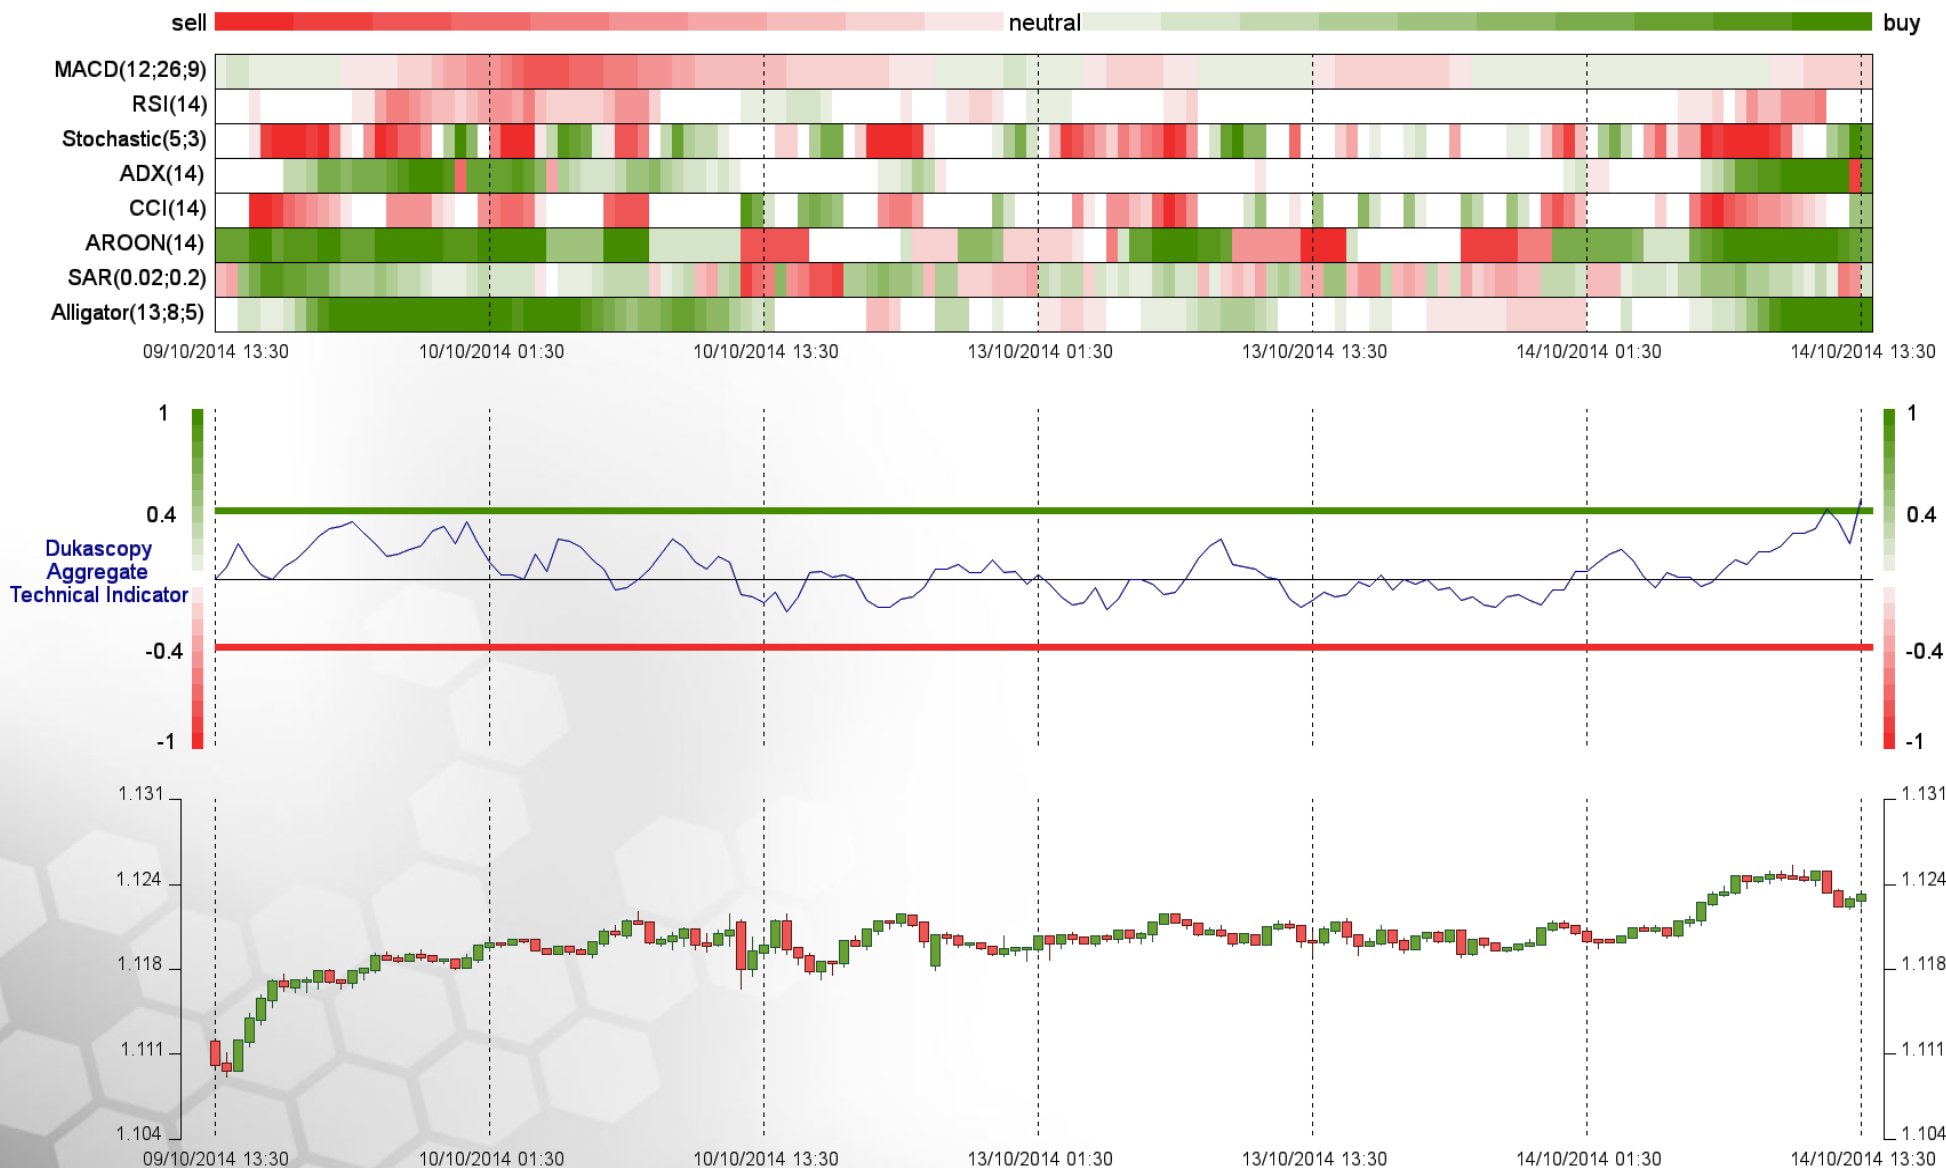 sell neutral buy
MACD(12;26;9)
RSI(14)
Stochastic(5;3)
ADX(14)
CCI(14)
AROON(14)
SAR(0.02;0.2)
Alligator(13;8;5)
09/10/2014 13:30 10/10/2014 01:30 10/10/2014 13:30 13/10/2014 01:30 13/10/2014 13:30 14/10/2014 01:30 14/10/2014 13:30
1 1
0.4 0.4
Dukascopy
Aggregate
Technical Indicator
-0.4 -0.4
-1 -1
1.131 1.131
1.124 1.124
1.118 1.118
1.111 1.111
1.104 1.104
09/10/2014 13:30 10/10/2014 01:30 10/10/2014 13:30 13/10/2014 01:30 13/10/2014 13:30 14/10/2014 01:30 14/10/2014 13:30